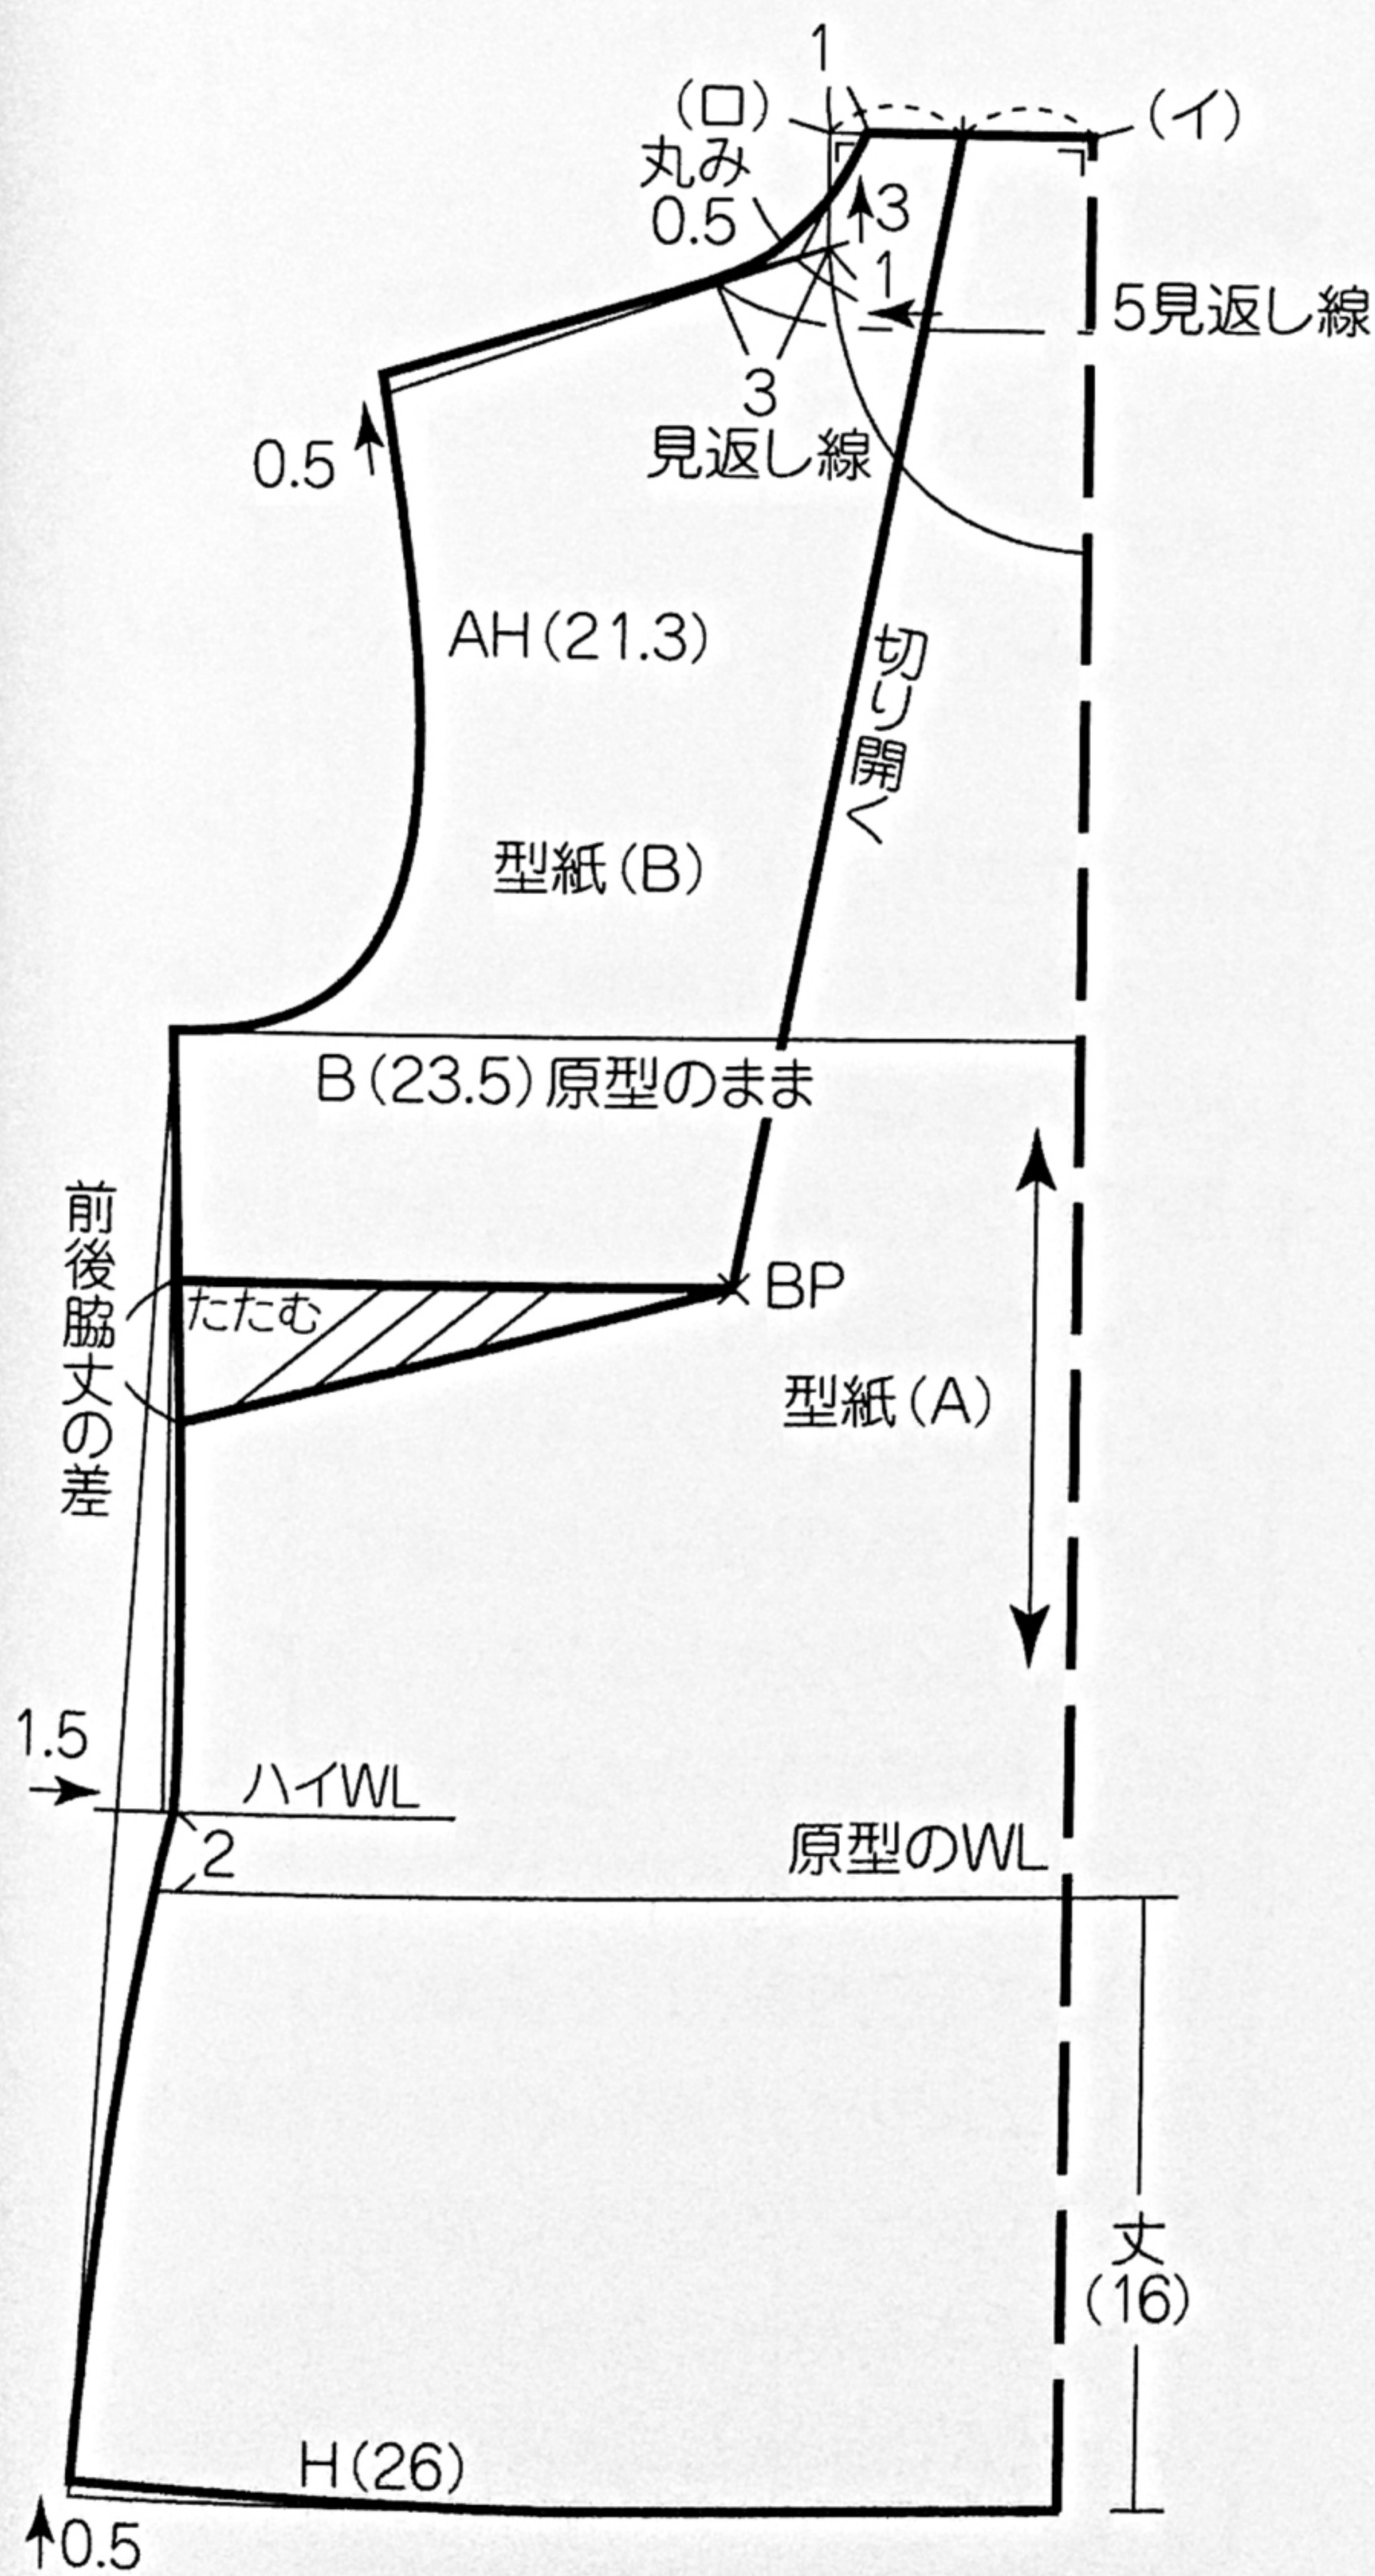 1
(ロ)
(イ)
丸み
0.5
3
1
5見返し線
3
見返し線
0.5
AH(21.3)
切り開く
型紙(B)
B(23.5)原型のまま
前後脇丈の差
たたむ
BP
型紙(A)
1.5
ハイWL
2
原型のWL
丈
(16)
H(26)
0.5